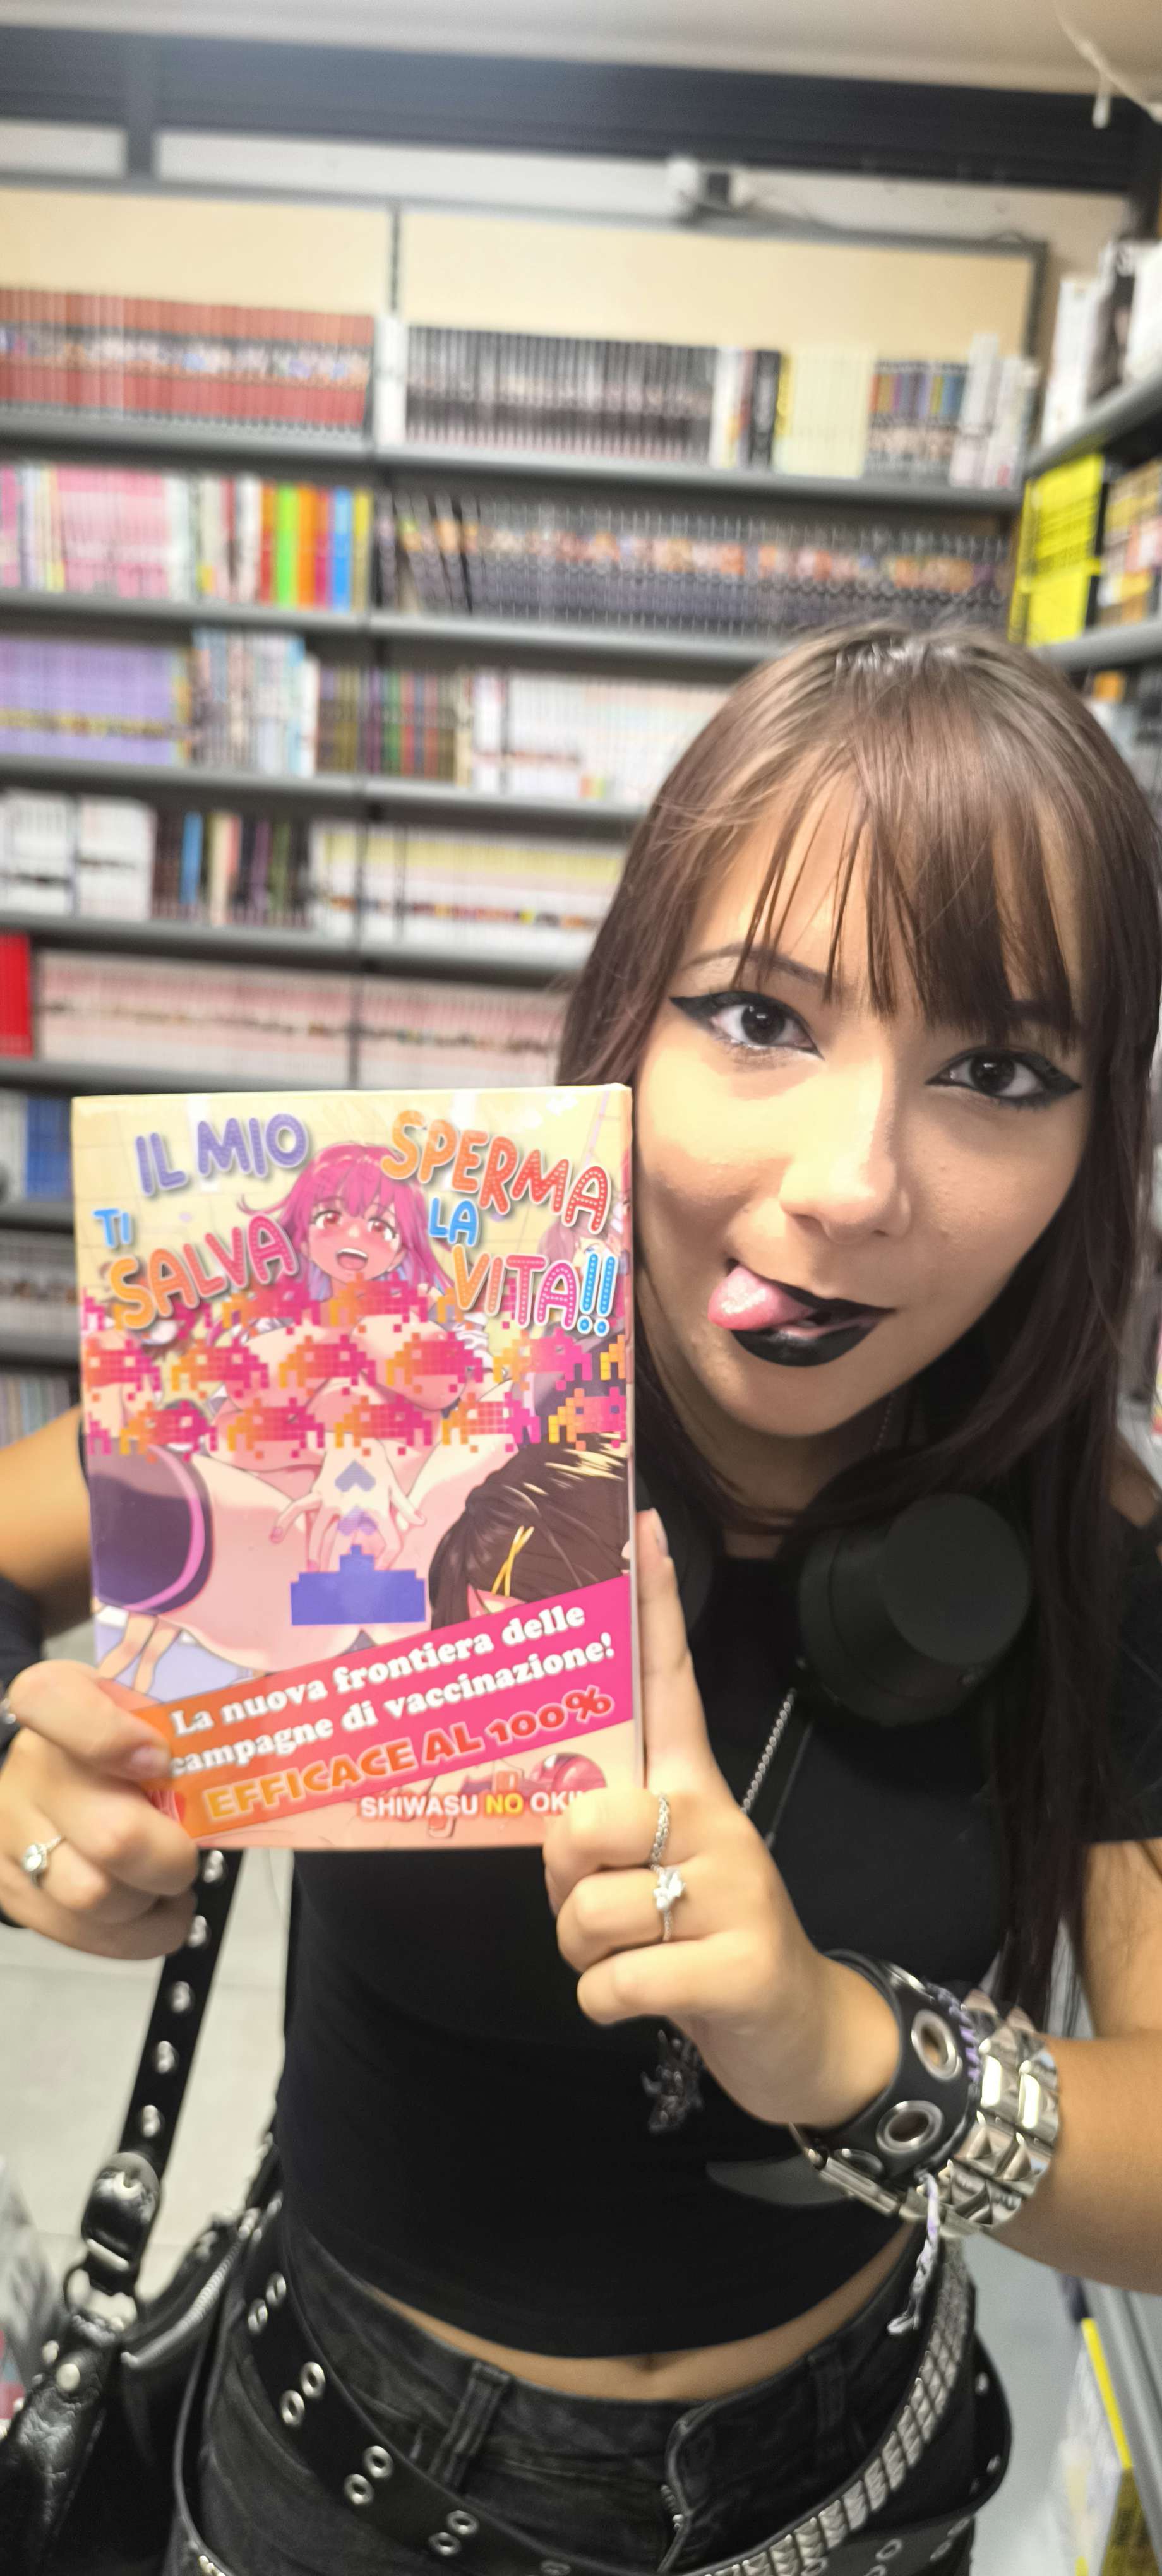 IL MIO SPERMA
TI SALVA LA VITA!!
La nuova frontiera delle
campagne di vaccinazione!
EFFICACE AL 100%
SHIWASU NO